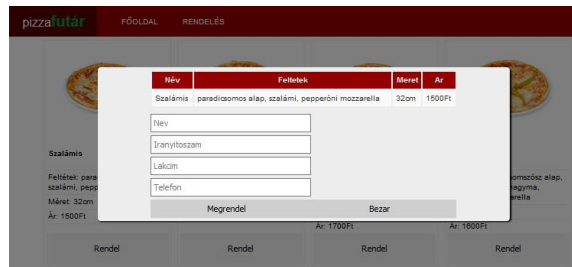 pizzafutár FŐOLDAL RENDELÉS
Név Feltetek Meret Ar
Szalámis paradicsomos alap, szalámi, pepperóni mozzarella 32cm 1500Ft
Nev
Iranyitoszam
Lakcim
Telefon
Megrendel Bezar
Szalámis
Feltétek: para
szalámi, pepp
Méret: 32cm
Ár: 1500Ft
Ár: 1700Ft
omszósz alap,
agyma,
arella
Ár: 1600Ft
Rendel Rendel Rendel Rendel